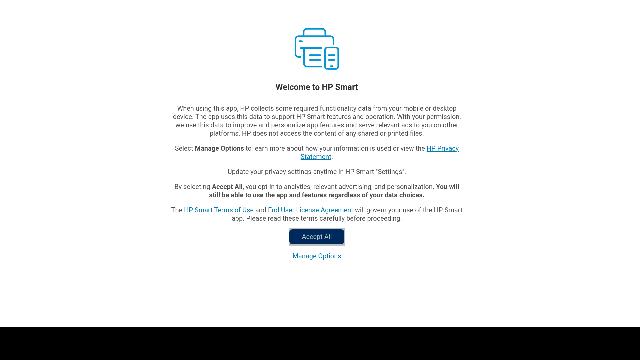 Welcome to HP Smart
When using this app, HP collects some required functionality data from your mobile or desktop
device. The app uses this data to support HP Smart features and operation. With your permission,
we use this data to improve and personalize app features and serve relevant ads to you on other
platforms. HP does not access the content of any shared or printed files.
Select Manage Options to learn more about how your information is used or view the HP Privacy
Statement.
Update your privacy settings anytime in HP Smart "Settings".
By selecting Accept All, you opt in to analytics, relevant advertising, and personalization. You will
still be able to use the app and features regardless of your data choices.
The HP Smart Terms of Use and End User License Agreement will govern your use of the HP Smart
app. Please read these terms carefully before proceeding.
Accept All
Manage Options